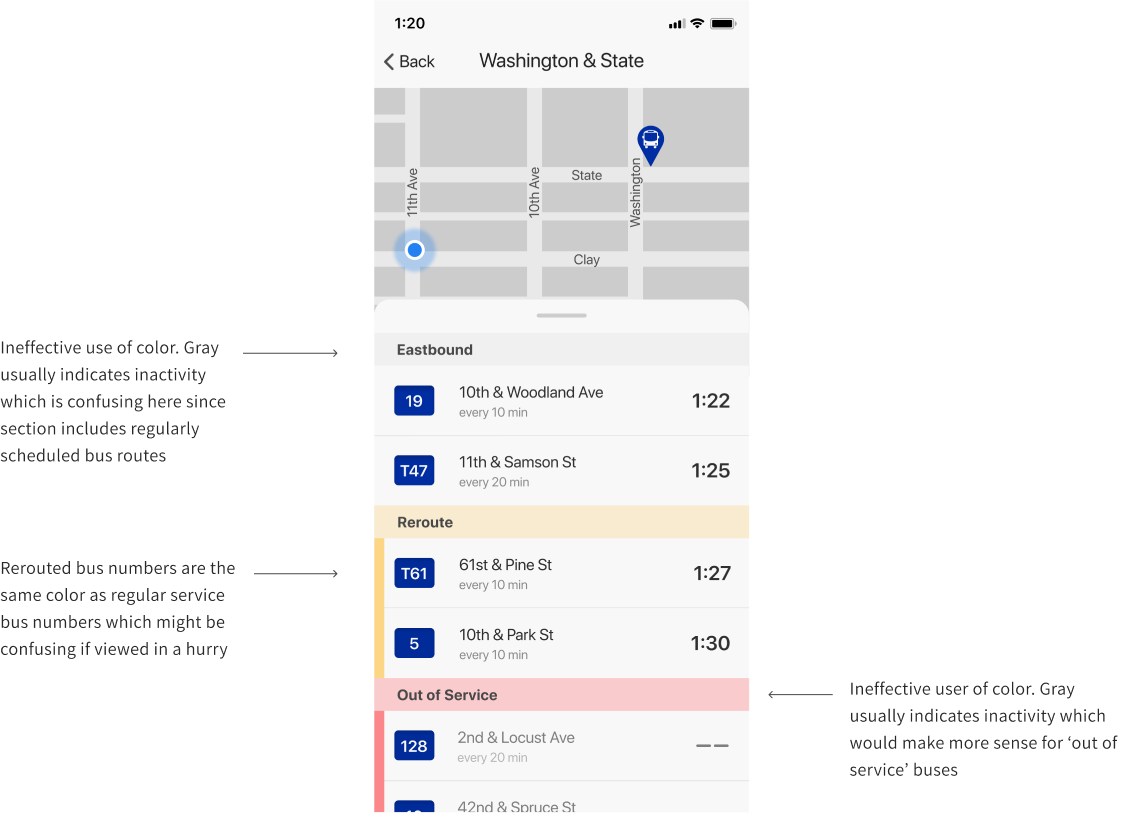 1:20
Back
Washington & State
11th Ave
10th Ave
State
Washington
Clay
Ineffective use of color. Gray
usually indicates inactivity
which is confusing here since
section includes regularly
scheduled bus routes
Eastbound
19
10th & Woodland Ave
every 10 min
1:22
T47
11th & Samson St
every 20 min
1:25
Reroute
Rerouted bus numbers are the
same color as regular service
bus numbers which might be
confusing if viewed in a hurry
T61
61st & Pine St
every 10 min
1:27
5
10th & Park St
every 10 min
1:30
Out of Service
Ineffective user of color. Gray
usually indicates inactivity which
would make more sense for ‘out of
service’ buses
128
2nd & Locust Ave
every 20 min
——
42nd & Spruce St